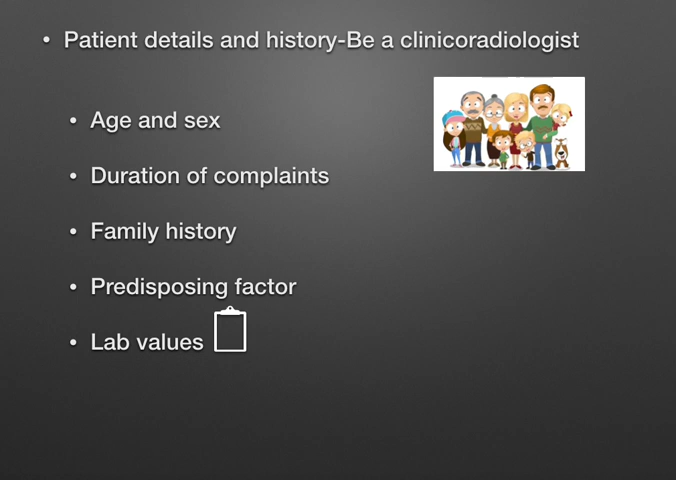 • Patient details and history-Be a clinicoradiologist
• Age and sex
• Duration of complaints
• Family history
• Predisposing factor
• Lab values